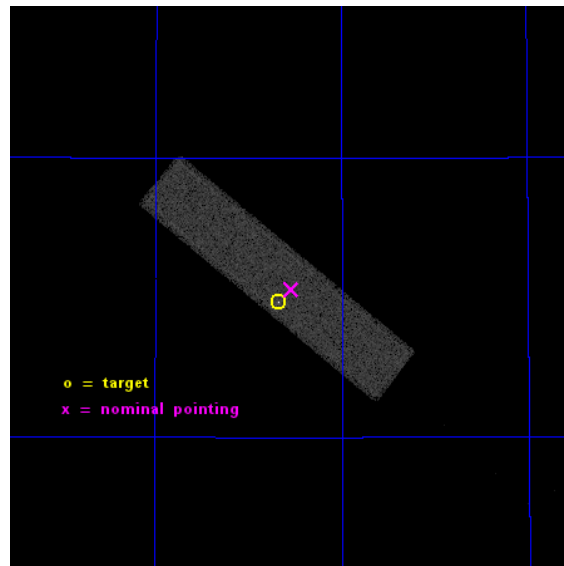 o = target
x = nominal pointing